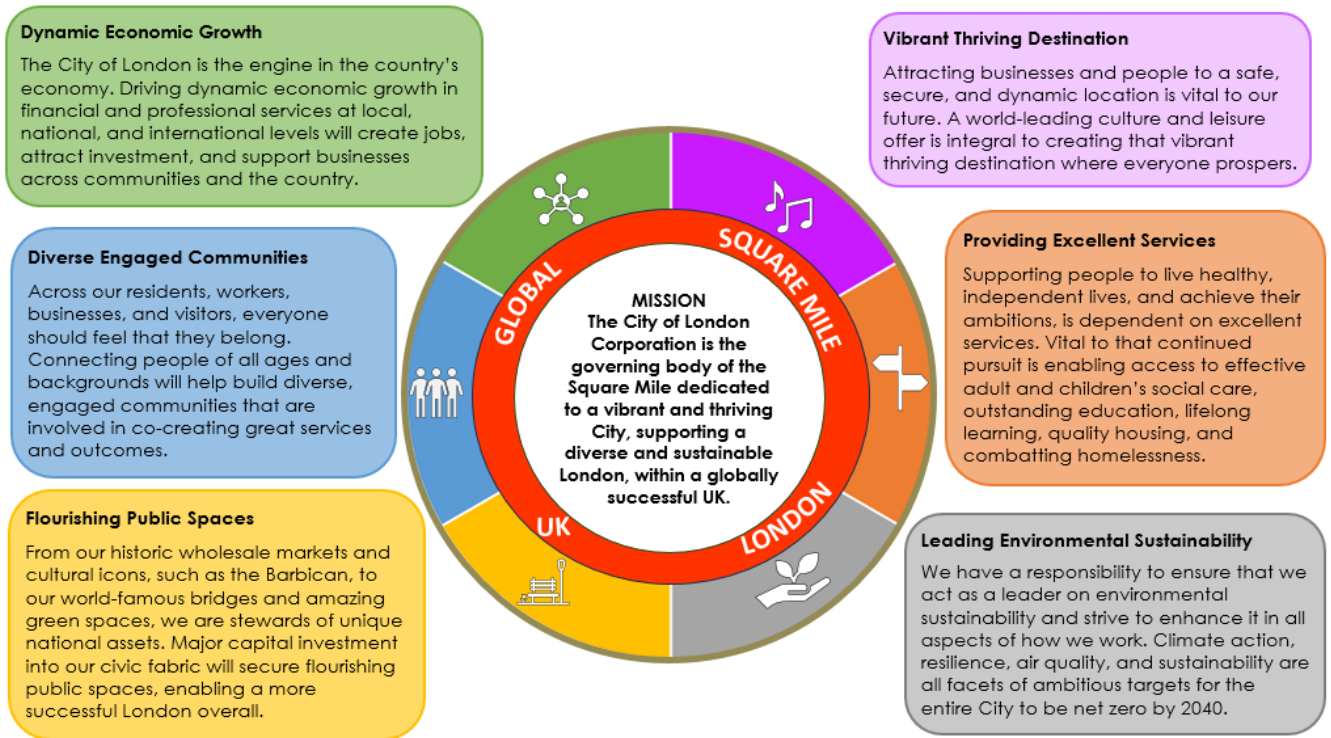 Dynamic Economic Growth
The City of London is the engine in the country's
economy. Driving dynamic economic growth in
financial and professional services at local,
national, and international levels will create jobs,
attract investment, and support businesses
across communities and the country.
Diverse Engaged Communities
Across our residents, workers,
businesses, and visitors, everyone
should feel that they belong.
Connecting people of all ages and
backgrounds will help build diverse,
engaged communities that are
involved in co-creating great services
and outcomes.
Flourishing Public Spaces
From our historic wholesale markets and
cultural icons, such as the Barbican, to
our world-famous bridges and amazing
green spaces, we are stewards of unique
national assets. Major capital investment
into our civic fabric will secure flourishing
public spaces, enabling a more
successful London overall.
GLOBAL
SQUARE MILE
UK
LONDON
MISSION
The City of London
Corporation is the
governing body of the
Square Mile dedicated
to a vibrant and thriving
City, supporting a
diverse and sustainable
London, within a globally
successful UK.
Vibrant Thriving Destination
Attracting businesses and people to a safe,
secure, and dynamic location is vital to our
future. A world-leading culture and leisure
offer is integral to creating that vibrant
thriving destination where everyone prospers.
Providing Excellent Services
Supporting people to live healthy,
independent lives, and achieve their
ambitions, is dependent on excellent
services. Vital to that continued
pursuit is enabling access to effective
adult and children's social care,
outstanding education, lifelong
learning, quality housing, and
combatting homelessness.
Leading Environmental Sustainability
We have a responsibility to ensure that we
act as a leader on environmental
sustainability and strive to enhance it in all
aspects of how we work. Climate action,
resilience, air quality, and sustainability are
all facets of ambitious targets for the
entire City to be net zero by 2040.